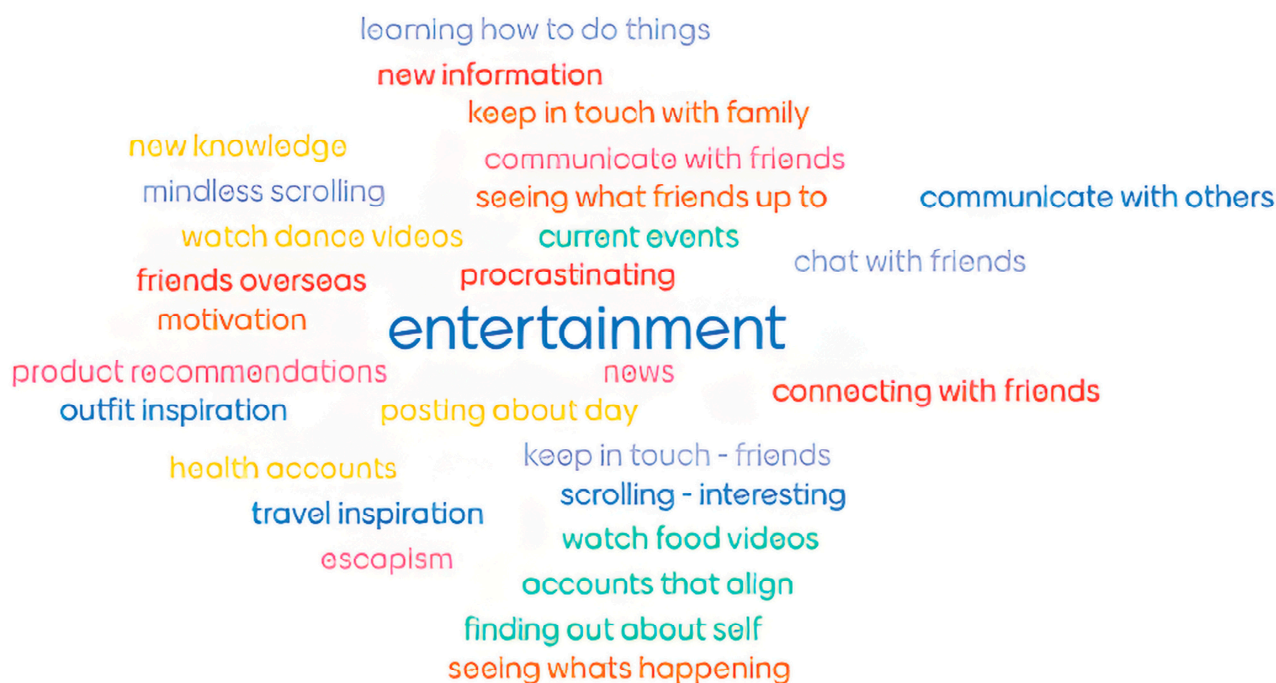 learning how to do things
new information
keep in touch with family
new knowledge
communicate with friends
mindless scrolling
seeing what friends up to
communicate with others
watch dance videos
current events
chat with friends
friends overseas
procrastinating
motivation
entertainment
product recommendations
news
connecting with friends
outfit inspiration
posting about day
keep in touch - friends
health accounts
scrolling - interesting
travel inspiration
watch food videos
escapism
accounts that align
finding out about self
seeing whats happening